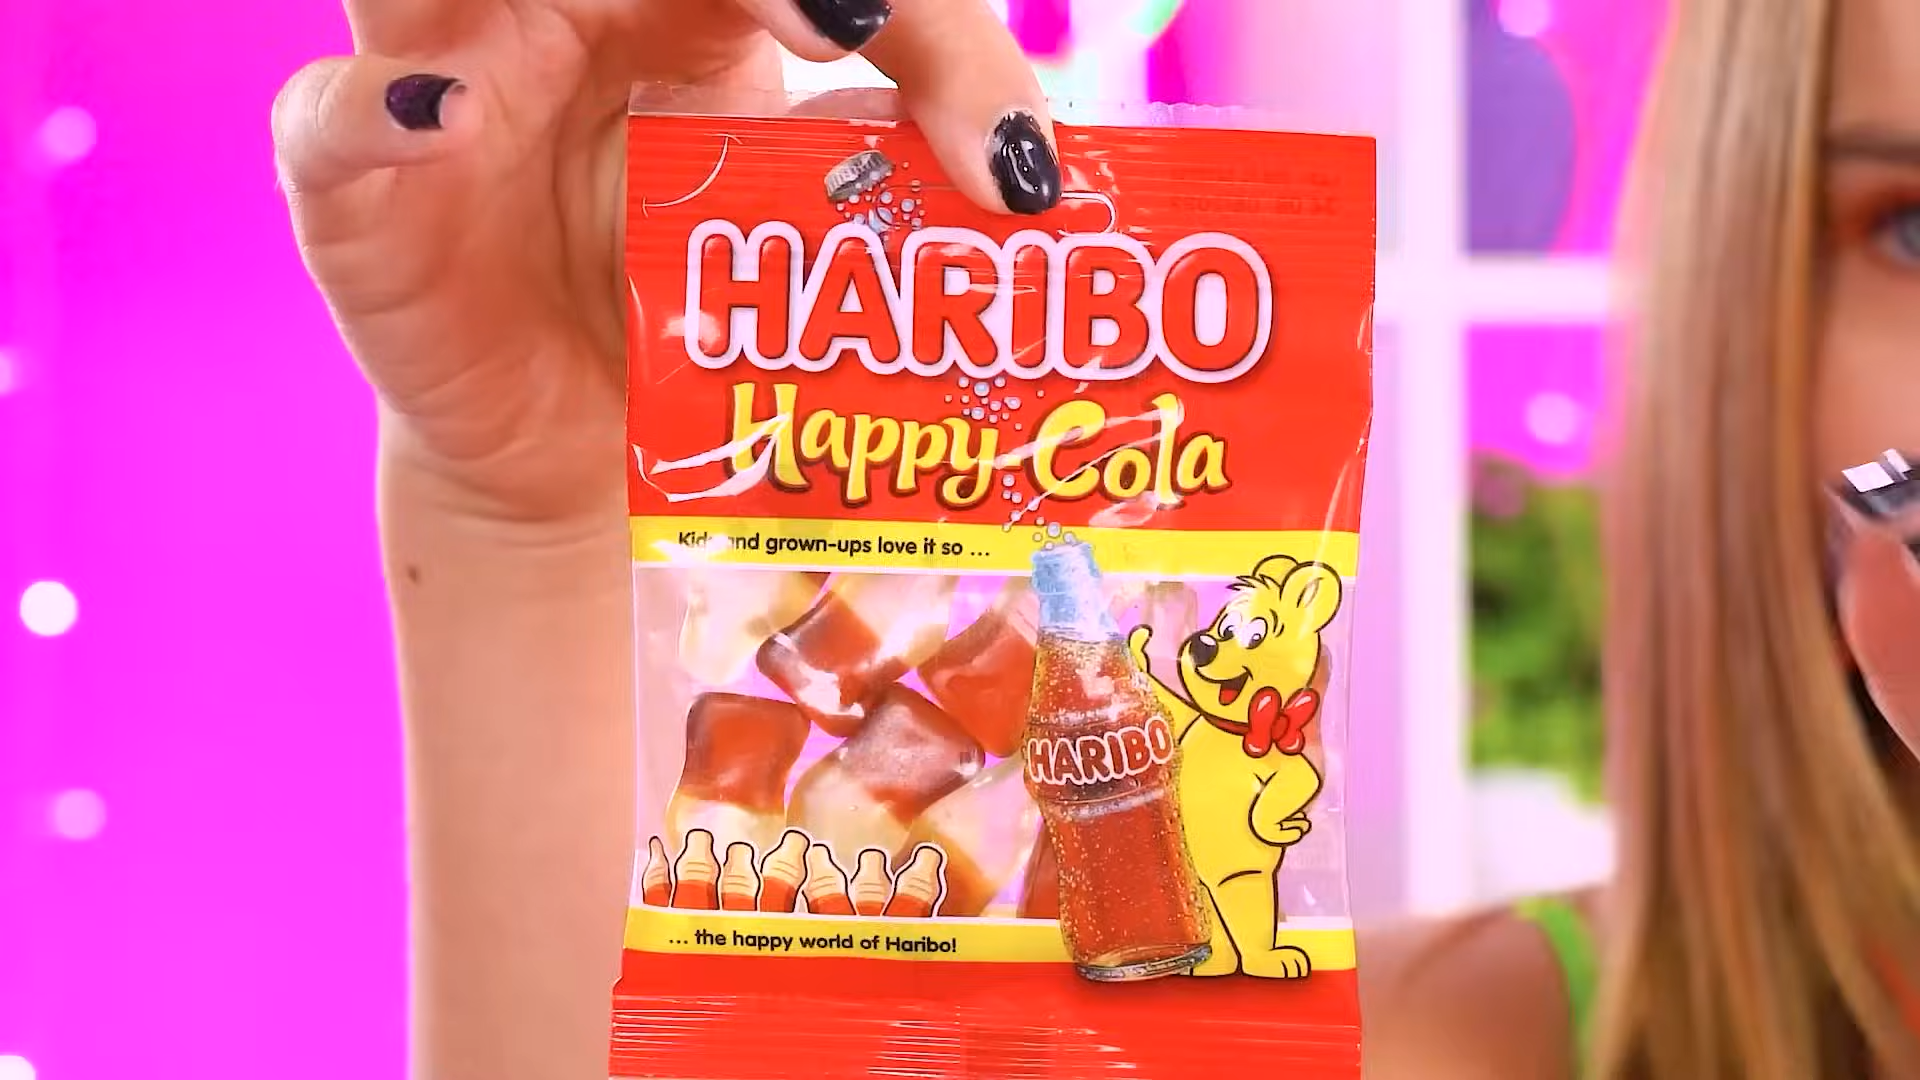 HARIBO
Happy-Cola
Kids and grown-ups love it so ...
HARIBO
... the happy world of Haribo!